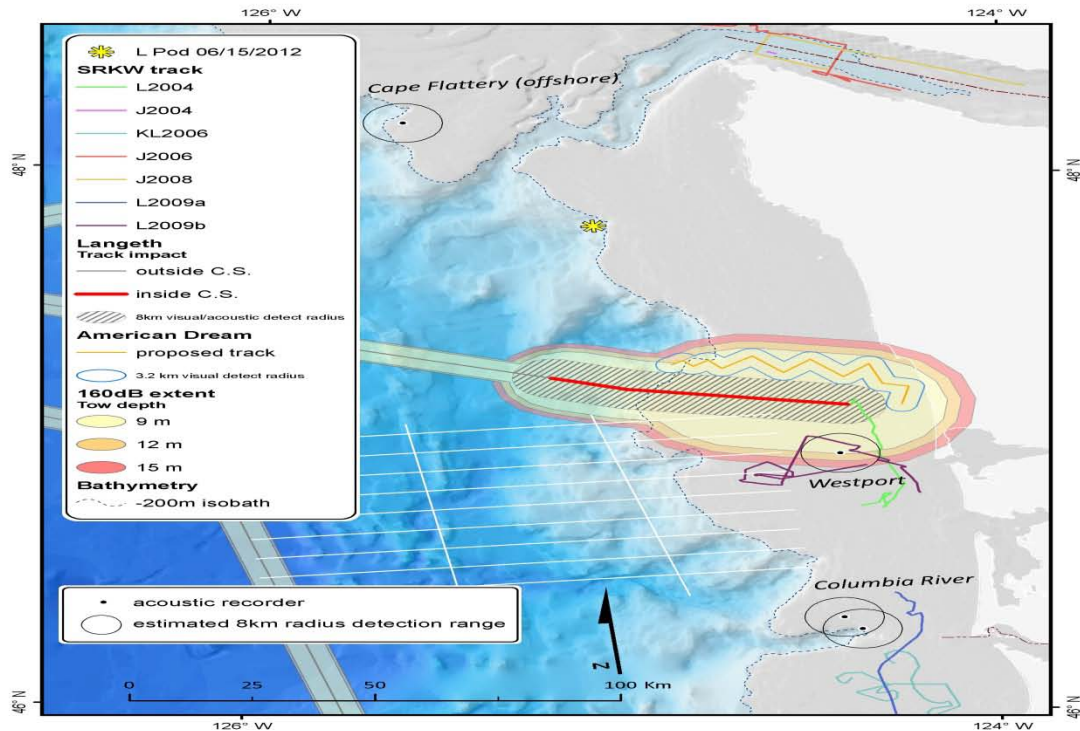 126° W
124° W
L Pod 06/15/2012
SRKW track
L2004
J2004
KL2006
J2006
J2008
L2009a
L2009b
Langeth
Track impact
outside C.S.
inside C.S.
8km visual/acoustic detect radius
American Dream
proposed track
3.2 km visual detect radius
160dB extent
Tow depth
9 m
12 m
15 m
Bathymetry
-200m isobath
Cape Flattery (offshore)
48° N
48° N
Westport
Columbia River
acoustic recorder
estimated 8km radius detection range
N
0
25
50
100 Km
46° N
46° N
126° W
124° W